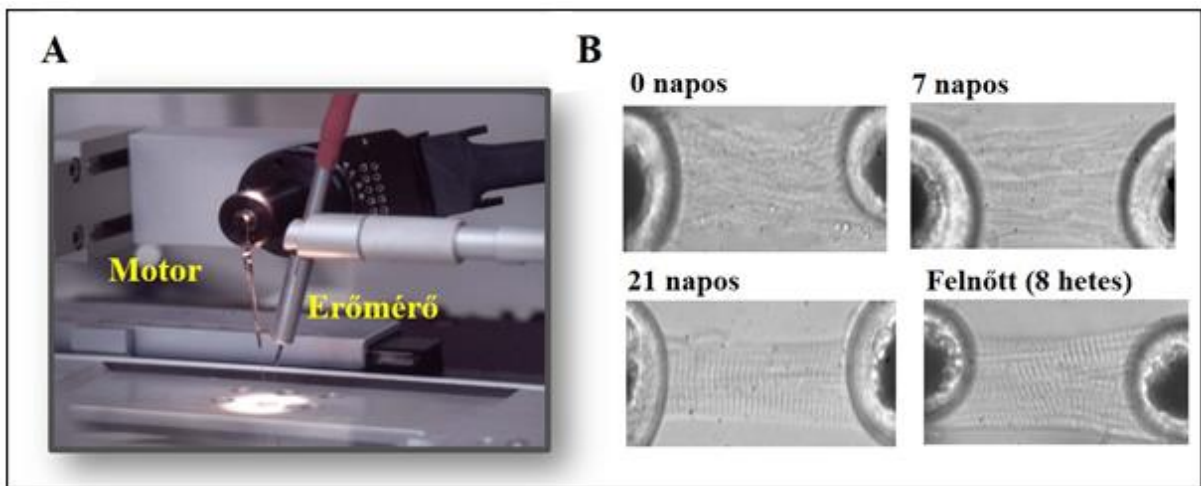 A
Motor
Erőmérő
B
0 napos
7 napos
21 napos
Felnőtt (8 hetes)